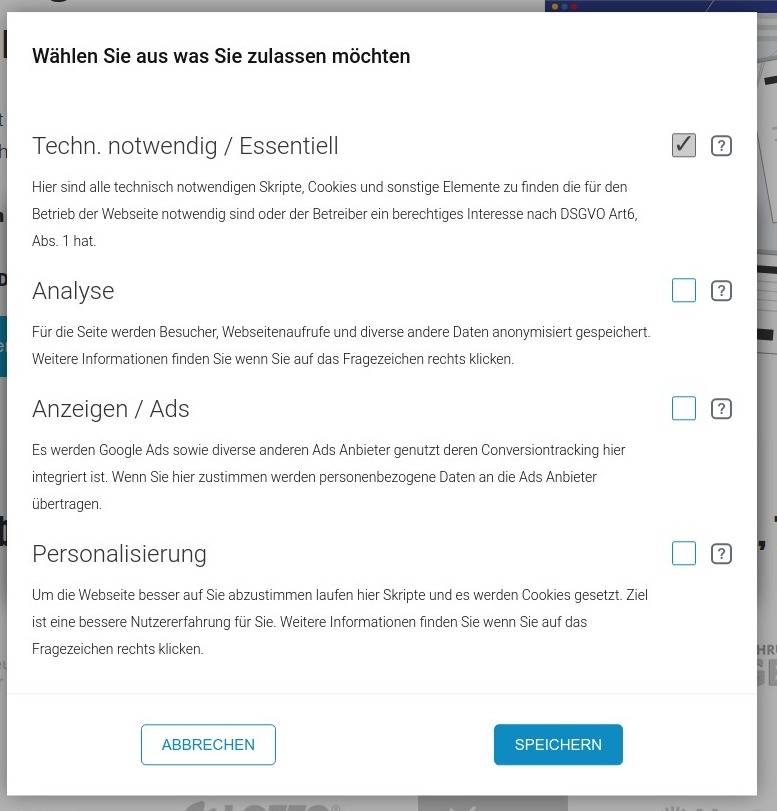 Wählen Sie aus was Sie zulassen möchten
Techn. notwendig / Essentiell
?
Hier sind alle technisch notwendigen Skripte, Cookies und sonstige Elemente zu finden die für den
Betrieb der Webseite notwendig sind oder der Betreiber ein berechtiges Interesse nach DSGVO Art6,
Abs. 1 hat.
Analyse
?
Für die Seite werden Besucher, Webseitenaufrufe und diverse andere Daten anonymisiert gespeichert.
Weitere Informationen finden Sie wenn Sie auf das Fragezeichen rechts klicken.
Anzeigen / Ads
?
Es werden Google Ads sowie diverse anderen Ads Anbieter genutzt deren Conversiontracking hier
integriert ist. Wenn Sie hier zustimmen werden personenbezogene Daten an die Ads Anbieter
übertragen.
Personalisierung
?
Um die Webseite besser auf Sie abzustimmen laufen hier Skripte und es werden Cookies gesetzt. Ziel
ist eine bessere Nutzererfahrung für Sie. Weitere Informationen finden Sie wenn Sie auf das
Fragezeichen rechts klicken.
ABBRECHEN
SPEICHERN